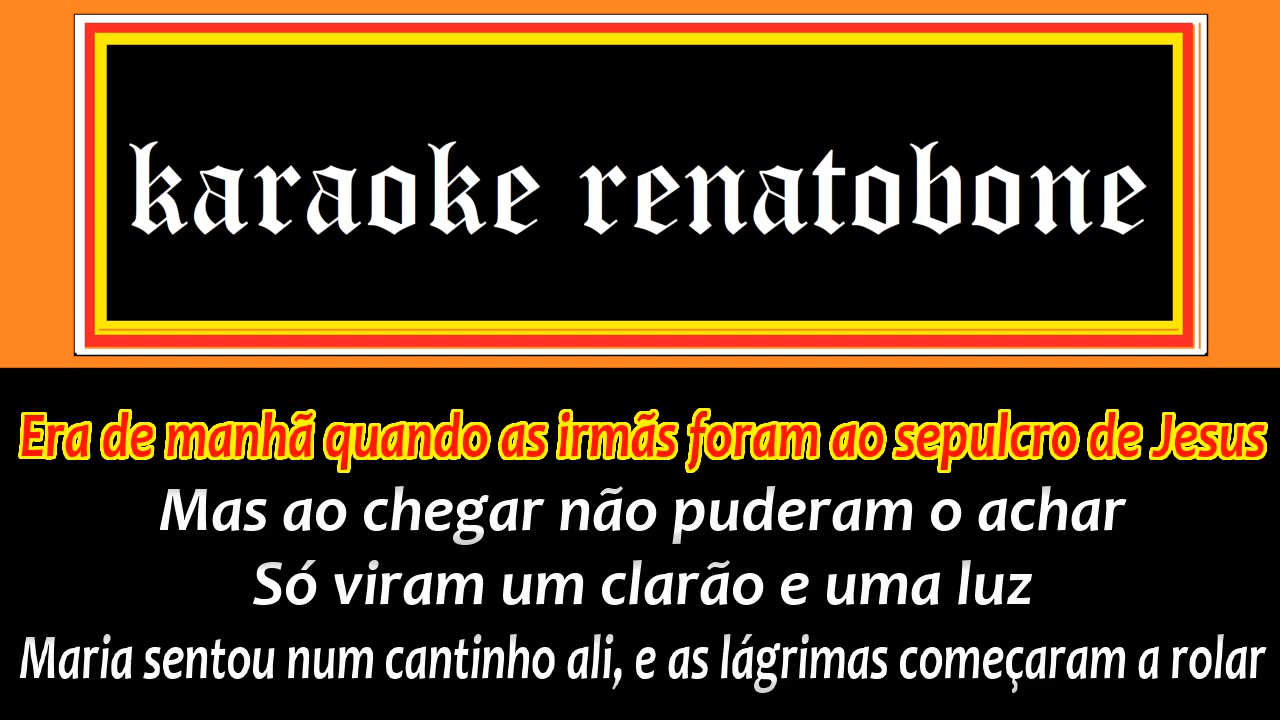 karaoke renatobone
Era de manhã quando as irmãs foram ao sepulcro de Jesus
Mas ao chegar não puderam o achar
Só viram um clarão e uma luz
Maria sentou num cantinho ali, e as lágrimas começaram a rolar